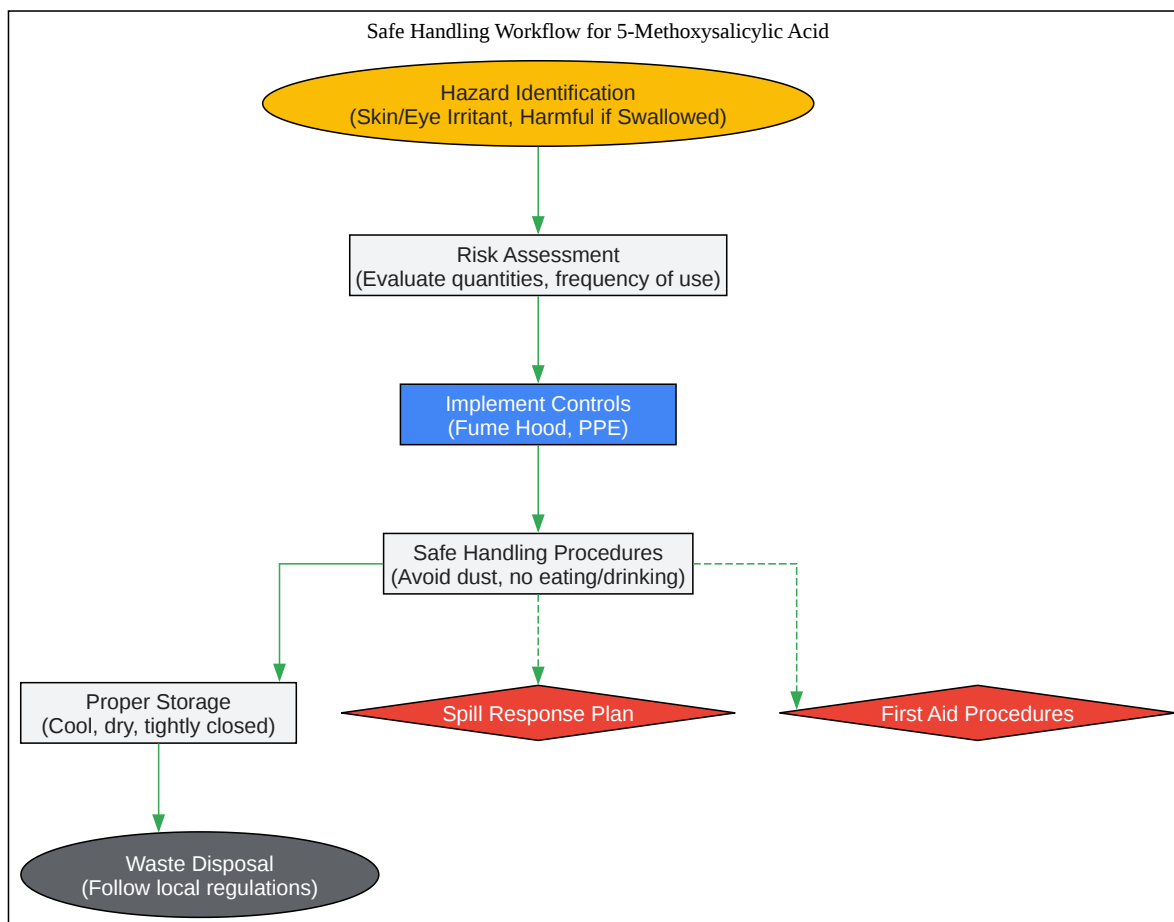 Safe Handling Workflow for 5-Methoxysalicylic Acid
Hazard Identification
(Skin/Eye Irritant, Harmful if Swallowed)
Risk Assessment
(Evaluate quantities, frequency of use)
Implement Controls
(Fume Hood, PPE)
Safe Handling Procedures
(Avoid dust, no eating/drinking)
Proper Storage
(Cool, dry, tightly closed)
Spill Response Plan
First Aid Procedures
Waste Disposal
(Follow local regulations)